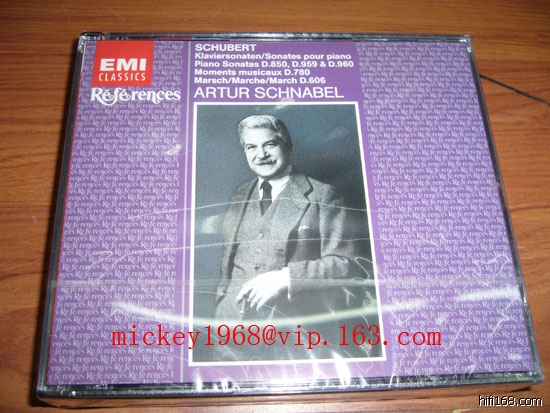 EMI
CLASSICS
Références
SCHUBERT
Klaviersonaten/Sonates pour piano
Piano Sonatas D.850, D.959 & D.960
Moments musicaux D.780
Marsch/Marche/March D.606
ARTUR SCHNABEL
mickey1968@vip.163.com
hifi168.com